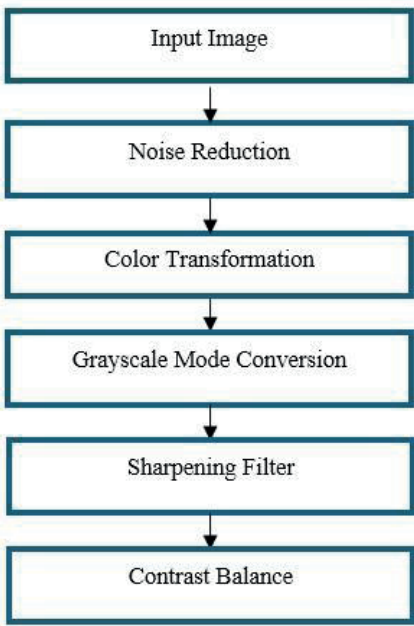 Input Image
Noise Reduction
Color Transformation
Grayscale Mode Conversion
Sharpening Filter
Contrast Balance